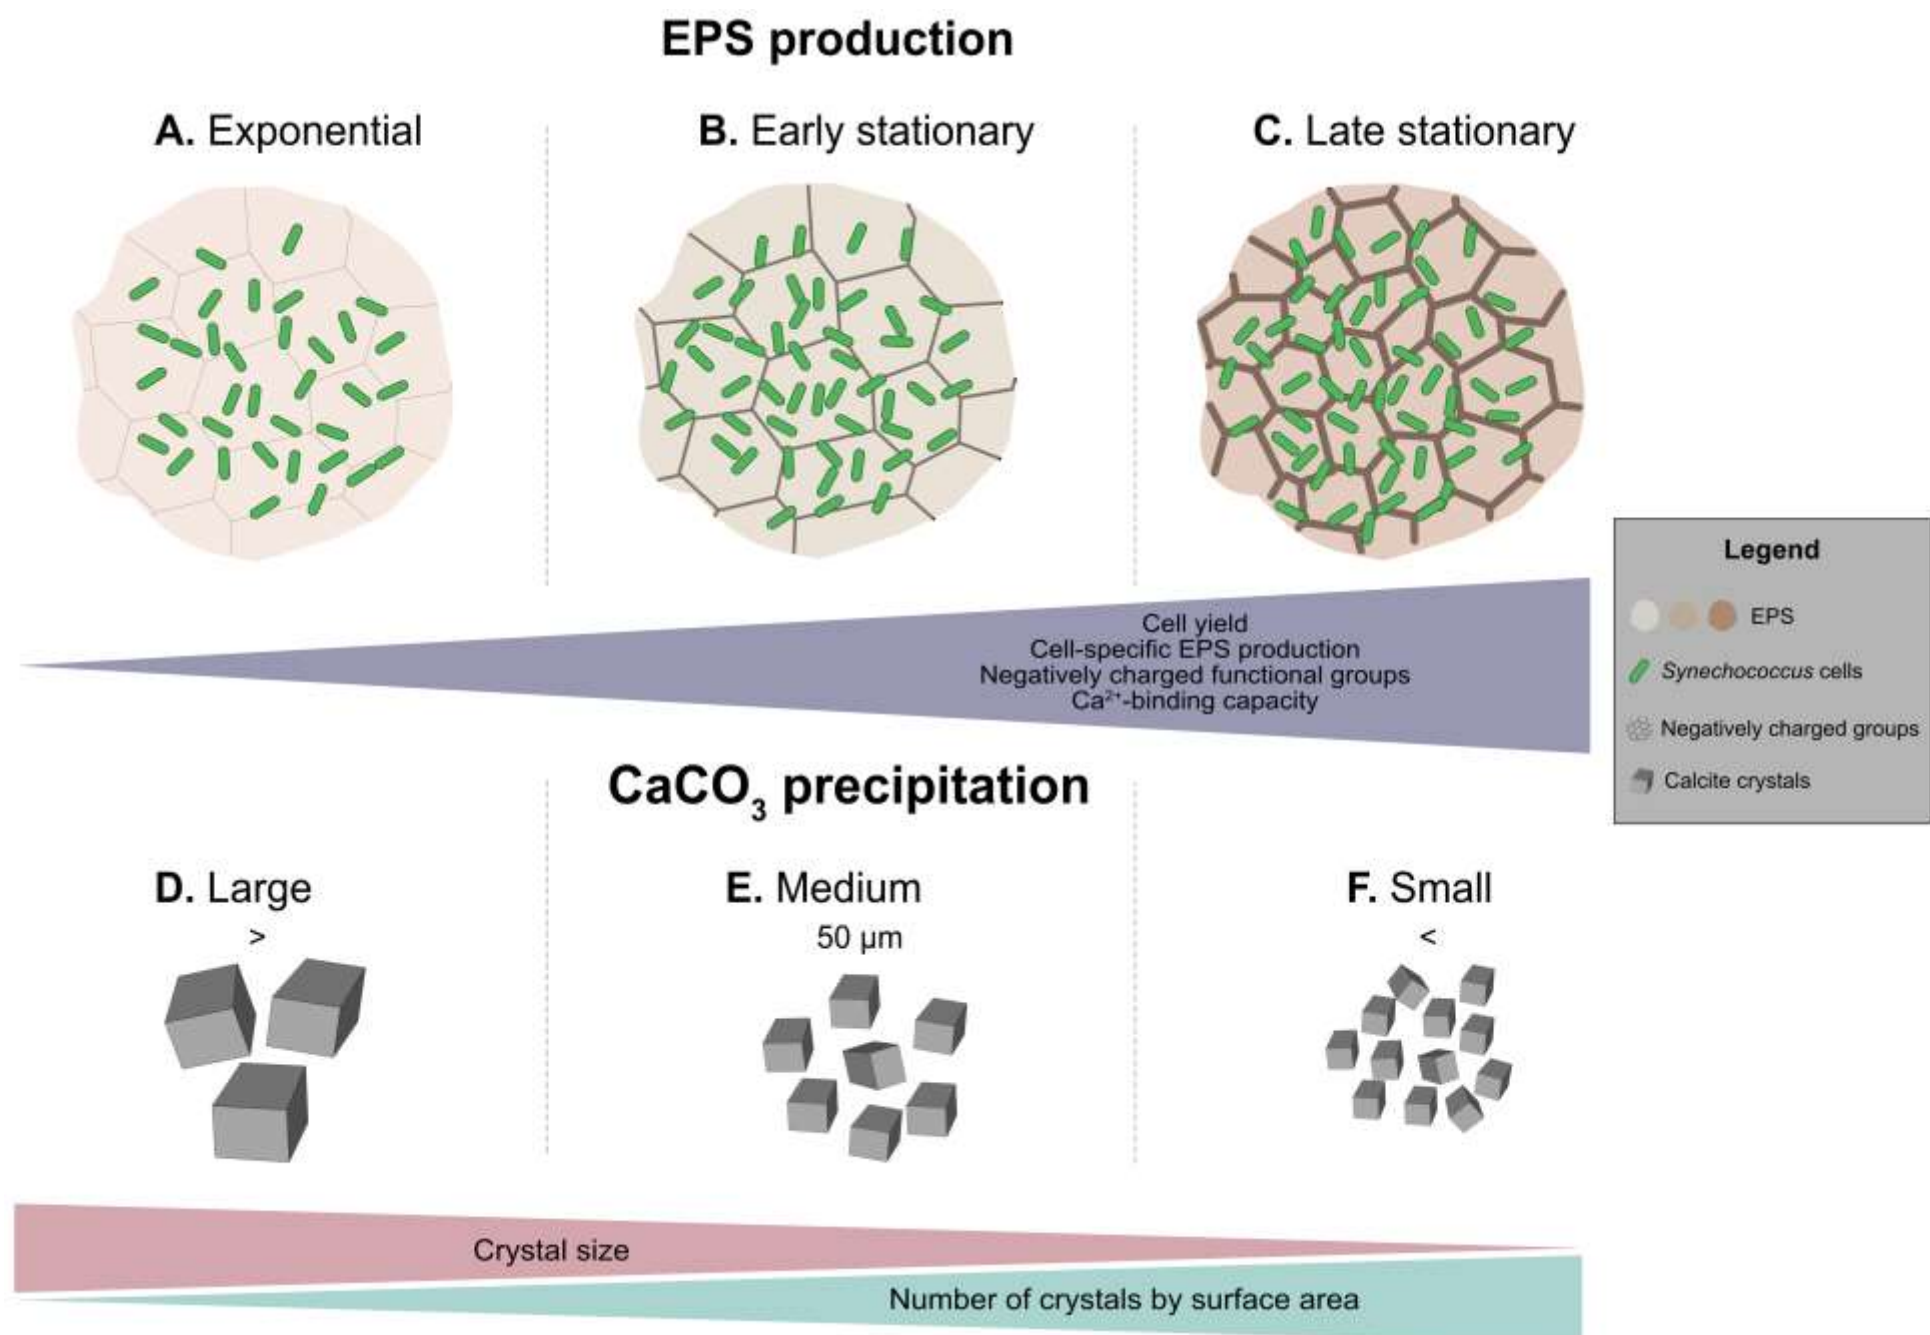 EPS production
A. Exponential
B. Early stationary
C. Late stationary
Cell yield
Cell-specific EPS production
Negatively charged functional groups
Ca²⁺-binding capacity
Legend
EPS
Synechococcus cells
Negatively charged groups
Calcite crystals
CaCO₃ precipitation
D. Large
>
E. Medium
50 µm
F. Small
<
Crystal size
Number of crystals by surface area